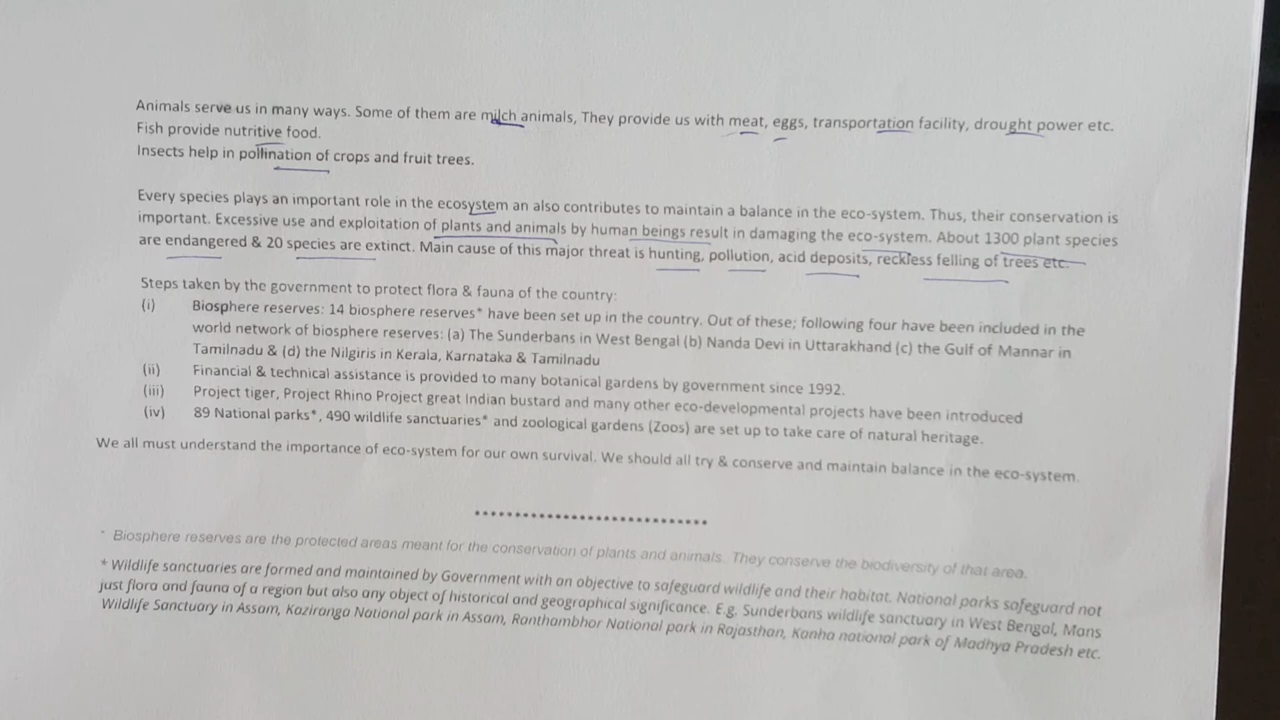 Animals serve us in many ways. Some of them are milch animals, They provide us with meat, eggs, transportation facility, drought power etc.
Fish provide nutritive food.
Insects help in pollination of crops and fruit trees.
Every species plays an important role in the ecosystem an also contributes to maintain a balance in the eco-system. Thus, their conservation is
important. Excessive use and exploitation of plants and animals by human beings result in damaging the eco-system. About 1300 plant species
are endangered & 20 species are extinct. Main cause of this major threat is hunting, pollution, acid deposits, reckless felling of trees etc.
Steps taken by the government to protect flora & fauna of the country:
(i) Biosphere reserves: 14 biosphere reserves* have been set up in the country. Out of these; following four have been included in the
world network of biosphere reserves: (a) The Sunderbans in West Bengal (b) Nanda Devi in Uttarakhand (c) the Gulf of Mannar in
Tamilnadu & (d) the Nilgiris in Kerala, Karnataka & Tamilnadu
(ii) Financial & technical assistance is provided to many botanical gardens by government since 1992.
(iii) Project tiger, Project Rhino Project great Indian bustard and many other eco-developmental projects have been introduced
(iv) 89 National parks*, 490 wildlife sanctuaries* and zoological gardens (Zoos) are set up to take care of natural heritage.
We all must understand the importance of eco-system for our own survival. We should all try & conserve and maintain balance in the eco-system.
****************************
* Biosphere reserves are the protected areas meant for the conservation of plants and animals. They conserve the biodiversity of that area.
* Wildlife sanctuaries are formed and maintained by Government with an objective to safeguard wildlife and their habitat. National parks safeguard not
just flora and fauna of a region but also any object of historical and geographical significance. E.g. Sunderbans wildlife sanctuary in West Bengal, Mans
Wildlife Sanctuary in Assam, Kaziranga National park in Assam, Ranthambhor National park in Rajasthan, Kanha national park of Madhya Pradesh etc.